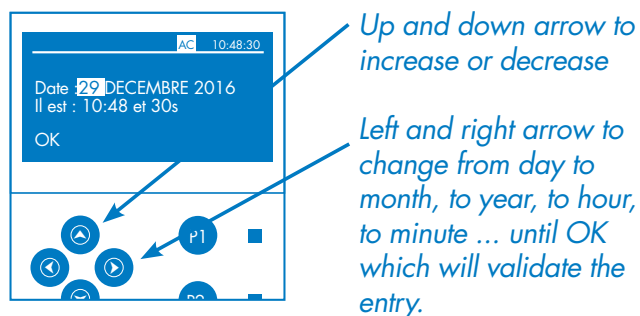 AC 10:48:30
Date : 29 DECEMBRE 2016
Il est : 10:48 et 30s
OK
P1
Up and down arrow to
increase or decrease
Left and right arrow to
change from day to
month, to year, to hour,
to minute ... until OK
which will validate the
entry.